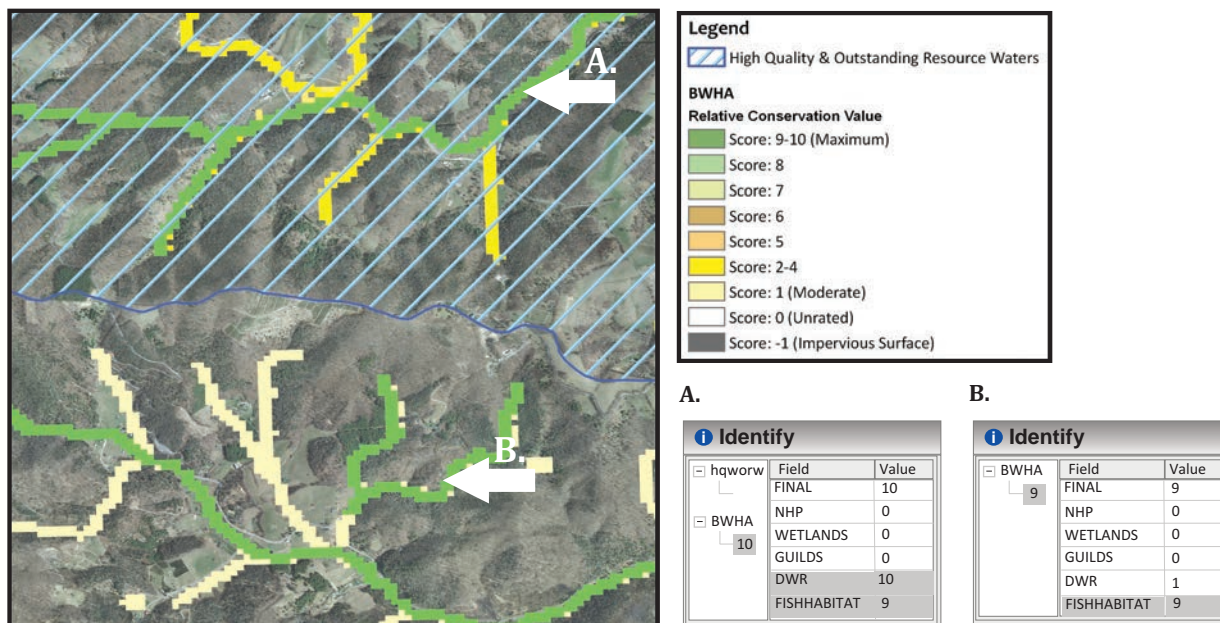 A.
B.
Legend
High Quality & Outstanding Resource Waters
BWHA
Relative Conservation Value
Score: 9-10 (Maximum)
Score: 8
Score: 7
Score: 6
Score: 5
Score: 2-4
Score: 1 (Moderate)
Score: 0 (Unrated)
Score: -1 (Impervious Surface)
A.
Identify
hqworw
BWHA
10
Field Value
FINAL 10
NHP 0
WETLANDS 0
GUILDS 0
DWR 10
FISHHABITAT 9
B.
Identify
BWHA
9
Field Value
FINAL 9
NHP 0
WETLANDS 0
GUILDS 0
DWR 1
FISHHABITAT 9